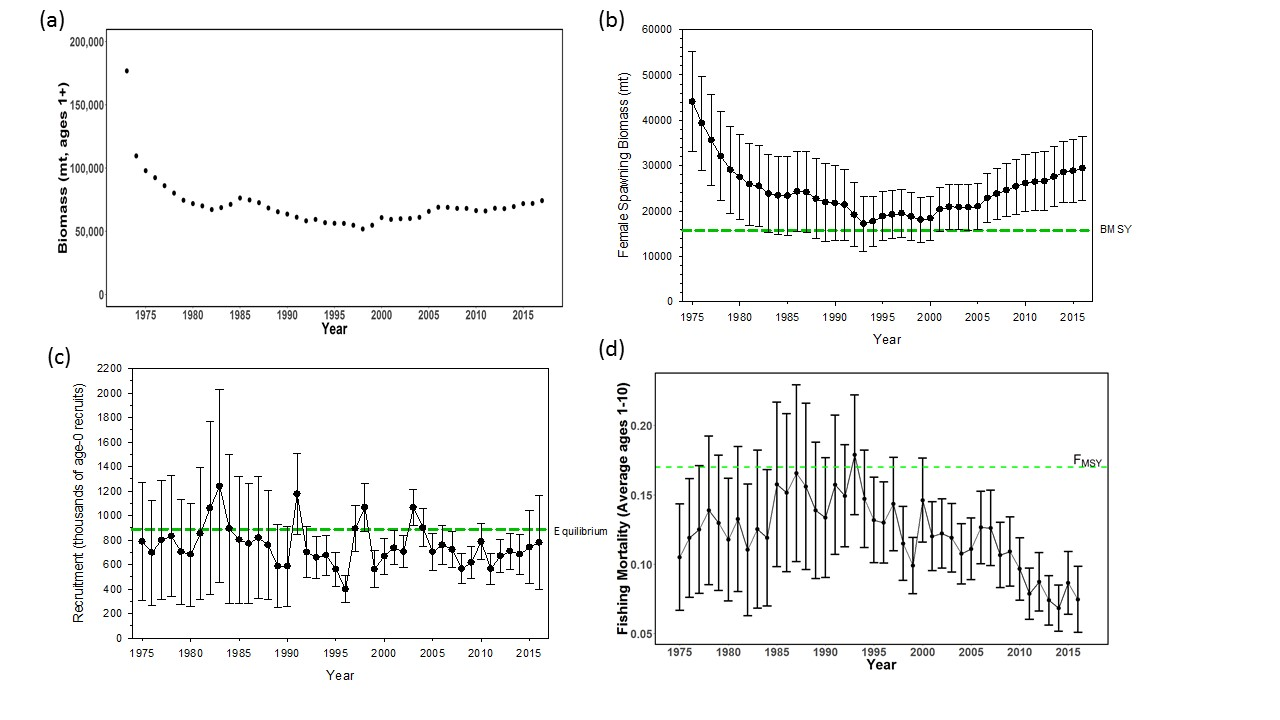 (a)
200,000
150,000
100,000
50,000
0
Biomass (mt, ages 1+)
1975 1980 1985 1990 1995 2000 2005 2010 2015
Year
(b)
60000
50000
40000
30000
20000
10000
0
Female Spawning Biomass (mt)
BMSY
1975 1980 1985 1990 1995 2000 2005 2010 2015
Year
(c)
2200
2000
1800
1600
1400
1200
1000
800
600
400
200
0
Recruitment (thousands of age-0 recruits)
Equilibrium
1975 1980 1985 1990 1995 2000 2005 2010 2015
Year
(d)
0.20
0.15
0.10
0.05
Fishing Mortality (Average ages 1-10)
FMSY
1975 1980 1985 1990 1995 2000 2005 2010 2015
Year